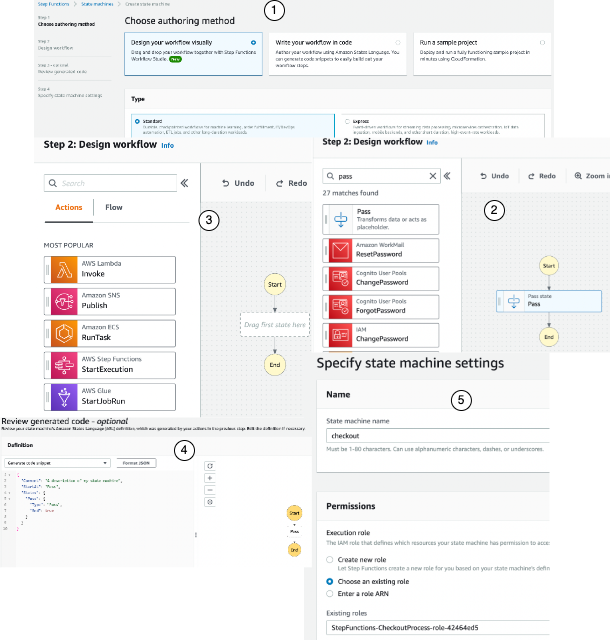 Step Functions > State machines > Create state machine
1
Step 1
Choose authoring method
Step 2
Design workflow
Review generated code
Step 4
Specify state machine settings
Choose authoring method
Design your workflow visually
Drag and drop your workflow together with Step Functions
Workflow Studio. New
Write your workflow in code
Author your workflow using Amazon States Language. You
can generate code snippets to easily build out your
workflow steps.
Run a sample project
Deploy and run a fully functioning sample project in
minutes using CloudFormation.
Type
Standard
Express
Step 2: Design workflow Info
Search
Undo
Redo
3
Actions
Flow
MOST POPULAR
AWS Lambda
Invoke
Amazon SNS
Publish
Amazon ECS
RunTask
AWS Step Functions
StartExecution
AWS Glue
StartJobRun
Start
Drag first state here
End
Step 2: Design workflow Info
pass
Undo
Redo
Zoom in
27 matches found
2
Pass
Transforms data or acts as
placeholder.
Amazon WorkMail
ResetPassword
Cognito User Pools
ChangePassword
Cognito User Pools
ForgotPassword
IAM
ChangePassword
Start
Pass state
Pass
End
Review generated code - optional
Review your state machine's Amazon States Language (ASL) definition, which was generated by your actions in the previous step. Edit the definition if necessary.
Definition
4
Generate code snippet
Format JSON
1 {
2 "Comment": "A description of my state machine",
3 "StartAt": "Pass",
4 "States": {
5 "Pass": {
6 "Type": "Pass",
7 "End": true
8 }
9 }
10 }
Start
Pass
End
Specify state machine settings
Name
5
State machine name
checkout
Must be 1-80 characters. Can use alphanumeric characters, dashes, or underscores.
Permissions
Execution role
The IAM role that defines which resources your state machine has permission to acce
Create new role
Let Step Functions create a new role for you based on your state machine's defin
Choose an existing role
Enter a role ARN
Existing roles
StepFunctions-CheckoutProcess-role-42464ed5